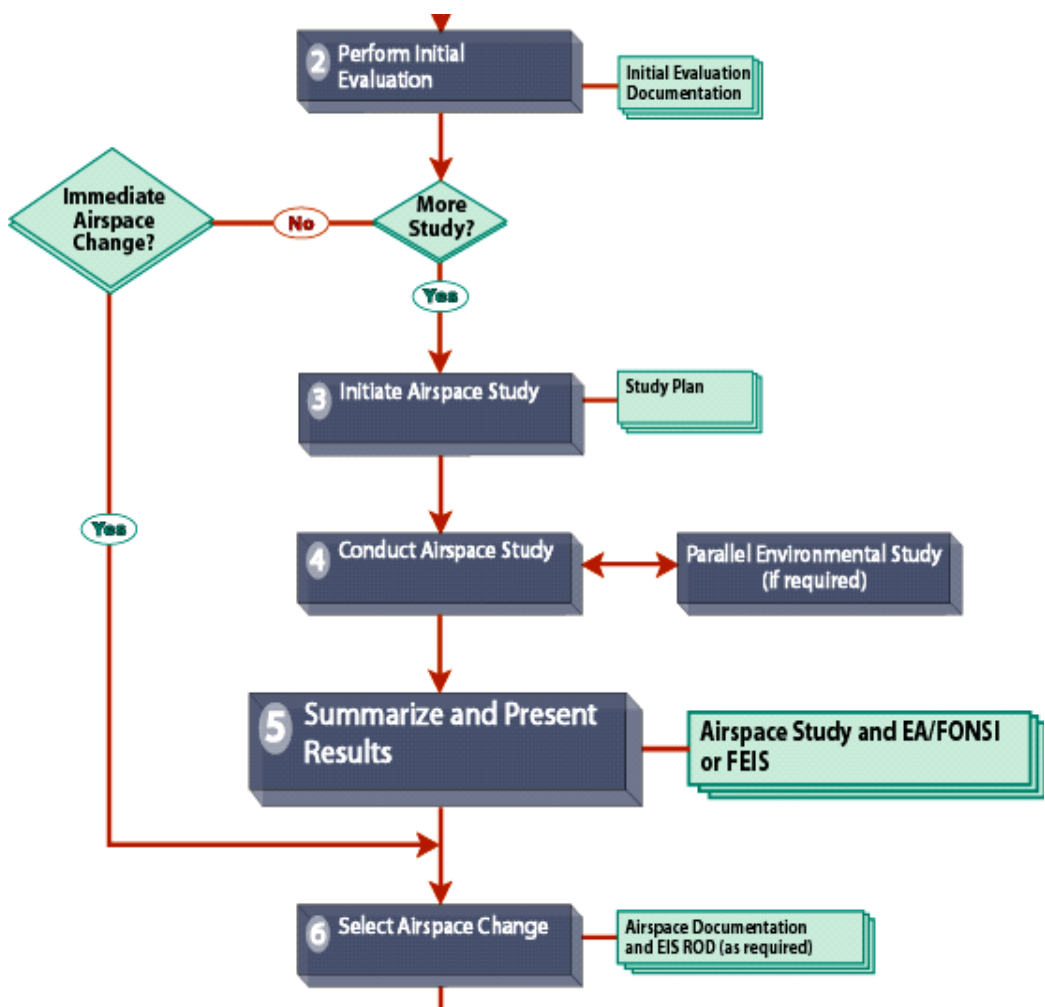 2 Perform Initial
Evaluation
Initial Evaluation
Documentation
Immediate
Airspace
Change?
No
More
Study?
Yes
3 Initiate Airspace Study
Study Plan
Yes
4 Conduct Airspace Study
Parallel Environmental Study
(if required)
5 Summarize and Present
Results
Airspace Study and EA/FONSI
or FEIS
6 Select Airspace Change
Airspace Documentation
and EIS ROD (as required)